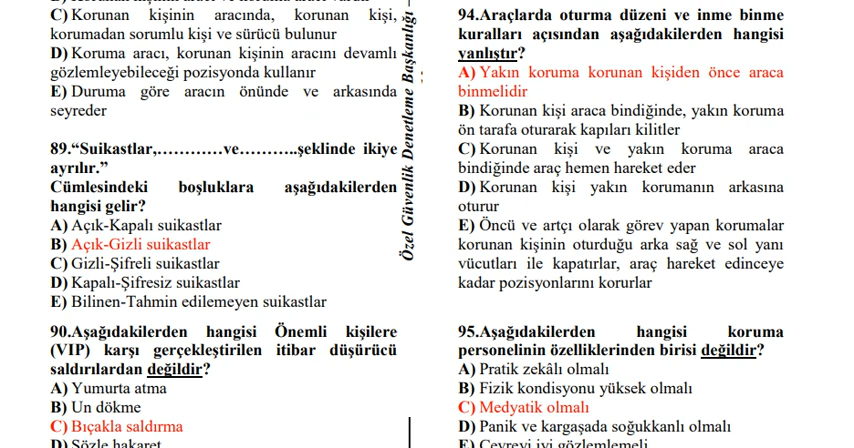 C) Korunan kişinin aracında, korunan kişi,
korumadan sorumlu kişi ve sürücü bulunur
D) Koruma aracı, korunan kişinin aracını devamlı
gözlemleyebileceği pozisyonda kullanır
E) Duruma göre aracın önünde ve arkasında
seyreder
89.“Suikastlar,…………ve………..şeklinde ikiye
ayrılır.”
Cümlesindeki boşluklara aşağıdakilerden
hangisi gelir?
A) Açık-Kapalı suikastlar
B) Açık-Gizli suikastlar
C) Gizli-Şifreli suikastlar
D) Kapalı-Şifresiz suikastlar
E) Bilinen-Tahmin edilemeyen suikastlar
90.Aşağıdakilerden hangisi Önemli kişilere
(VIP) karşı gerçekleştirilen itibar düşürücü
saldırılardan değildir?
A) Yumurta atma
B) Un dökme
C) Bıçakla saldırma
D) Sözle hakaret
Özel Güvenlik Denetleme Başkanlığı –
94.Araçlarda oturma düzeni ve inme binme
kuralları açısından aşağıdakilerden hangisi
yanlıştır?
A) Yakın koruma korunan kişiden önce araca
binmelidir
B) Korunan kişi araca bindiğinde, yakın koruma
ön tarafa oturarak kapıları kilitler
C) Korunan kişi ve yakın koruma araca
bindiğinde araç hemen hareket eder
D) Korunan kişi yakın korumanın arkasına
oturur
E) Öncü ve artçı olarak görev yapan korumalar
korunan kişinin oturduğu arka sağ ve sol yanı
vücutları ile kapatırlar, araç hareket edinceye
kadar pozisyonlarını korurlar
95.Aşağıdakilerden hangisi koruma
personelinin özelliklerinden birisi değildir?
A) Pratik zekâlı olmalı
B) Fizik kondisyonu yüksek olmalı
C) Medyatik olmalı
D) Panik ve kargaşada soğukkanlı olmalı
E) Çevreyi iyi gözlemlemeli